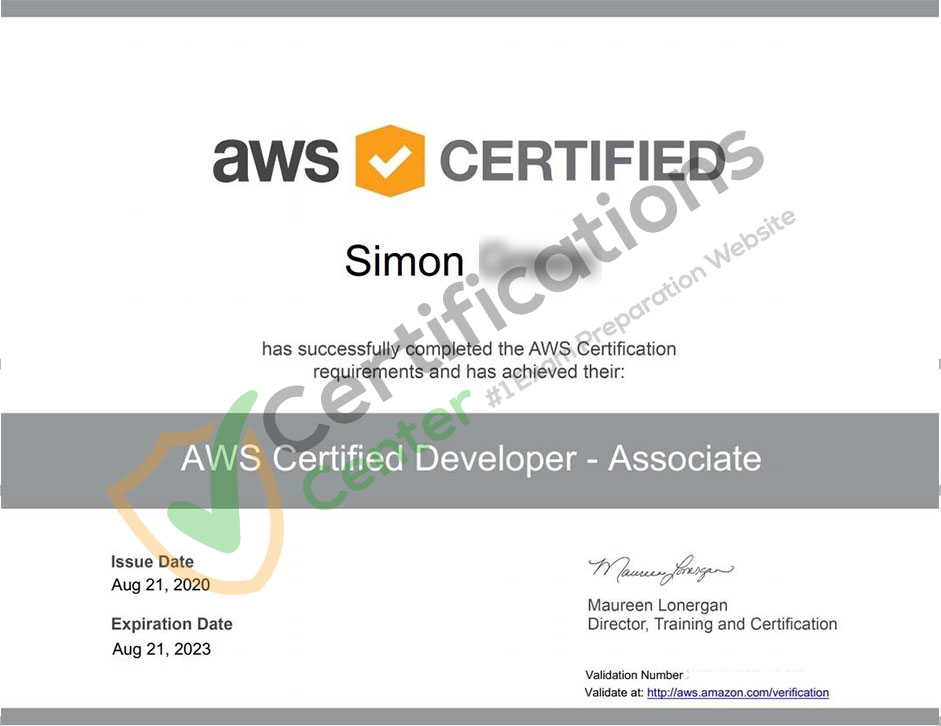 aws CERTIFIED
Simon
has successfully completed the AWS Certification
requirements and has achieved their:
AWS Certified Developer - Associate
Issue Date
Aug 21, 2020
Expiration Date
Aug 21, 2023
Maureen Lonergan
Maureen Lonergan
Director, Training and Certification
Validation Number :
Validate at: http://aws.amazon.com/verification
Certifications
Center #1 Exam Preparation Website